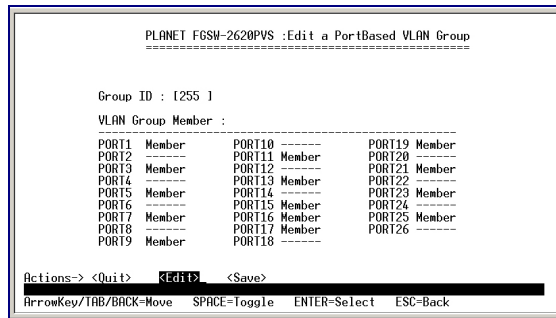 PLANET FGSW-2620PVS :Edit a PortBased VLAN Group
================================================
Group ID : [255 ]
VLAN Group Member :
-----------------------------------------------------
PORT1 Member PORT10 ------ PORT19 Member
PORT2 ------ PORT11 Member PORT20 ------
PORT3 Member PORT12 ------ PORT21 Member
PORT4 ------ PORT13 Member PORT22 ------
PORT5 Member PORT14 ------ PORT23 Member
PORT6 ------ PORT15 Member PORT24 ------
PORT7 Member PORT16 Member PORT25 Member
PORT8 ------ PORT17 Member PORT26 ------
PORT9 Member PORT18 ------
Actions-> <Quit> <Edit> <Save>
ArrowKey/TAB/BACK=Move SPACE=Toggle ENTER=Select ESC=Back